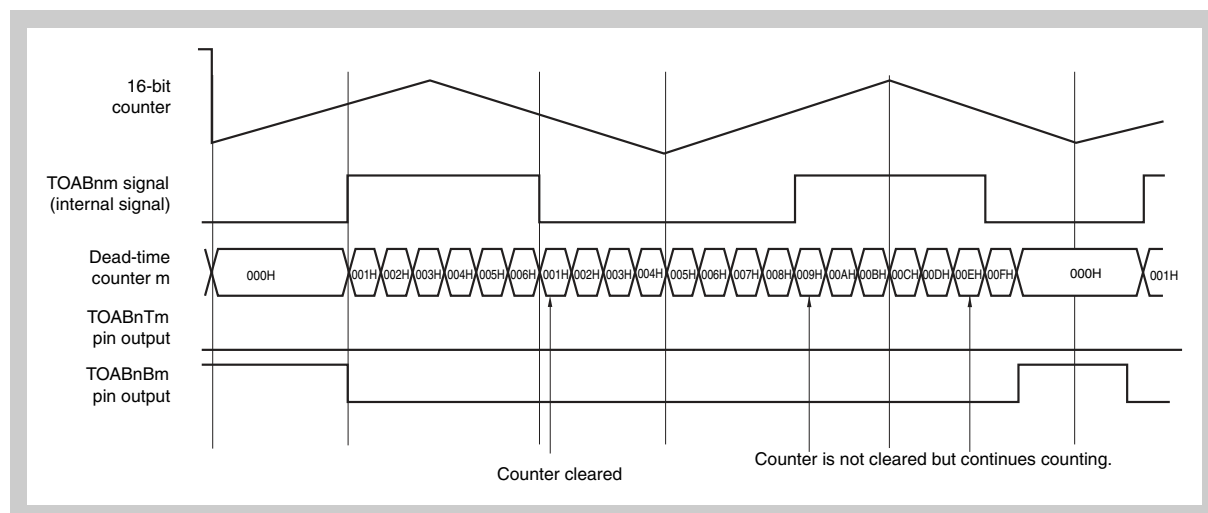 16-bit
counter
TOABnm signal
(internal signal)
Dead-time
counter m
000H 001H 002H 003H 004H 005H 006H 001H 002H 003H 004H 005H 006H 007H 008H 009H 00AH 00BH 00CH 00DH 00EH 00FH 000H 001H
TOABnTm
pin output
TOABnBm
pin output
Counter cleared
Counter is not cleared but continues counting.